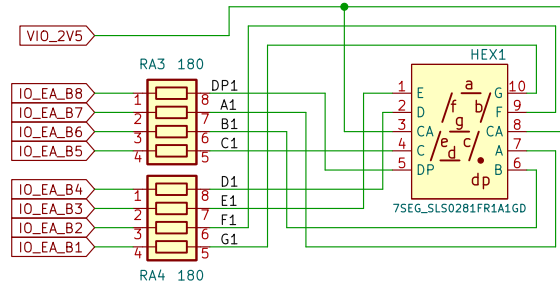 VIO_2V5
RA3 180
HEX1
IO_EA_B8 1 8 DP1 1 E a G 10
IO_EA_B7 2 7 A1 2 D f b F 9
IO_EA_B6 3 6 B1 3 CA g CA 8
IO_EA_B5 4 5 C1 4 C e c A 7
5 DP d B 6
dp
IO_EA_B4 1 8 D1
IO_EA_B3 2 7 E1
7SEG_SLS0281FR1A1GD
IO_EA_B2 3 6 F1
IO_EA_B1 4 5 G1
RA4 180